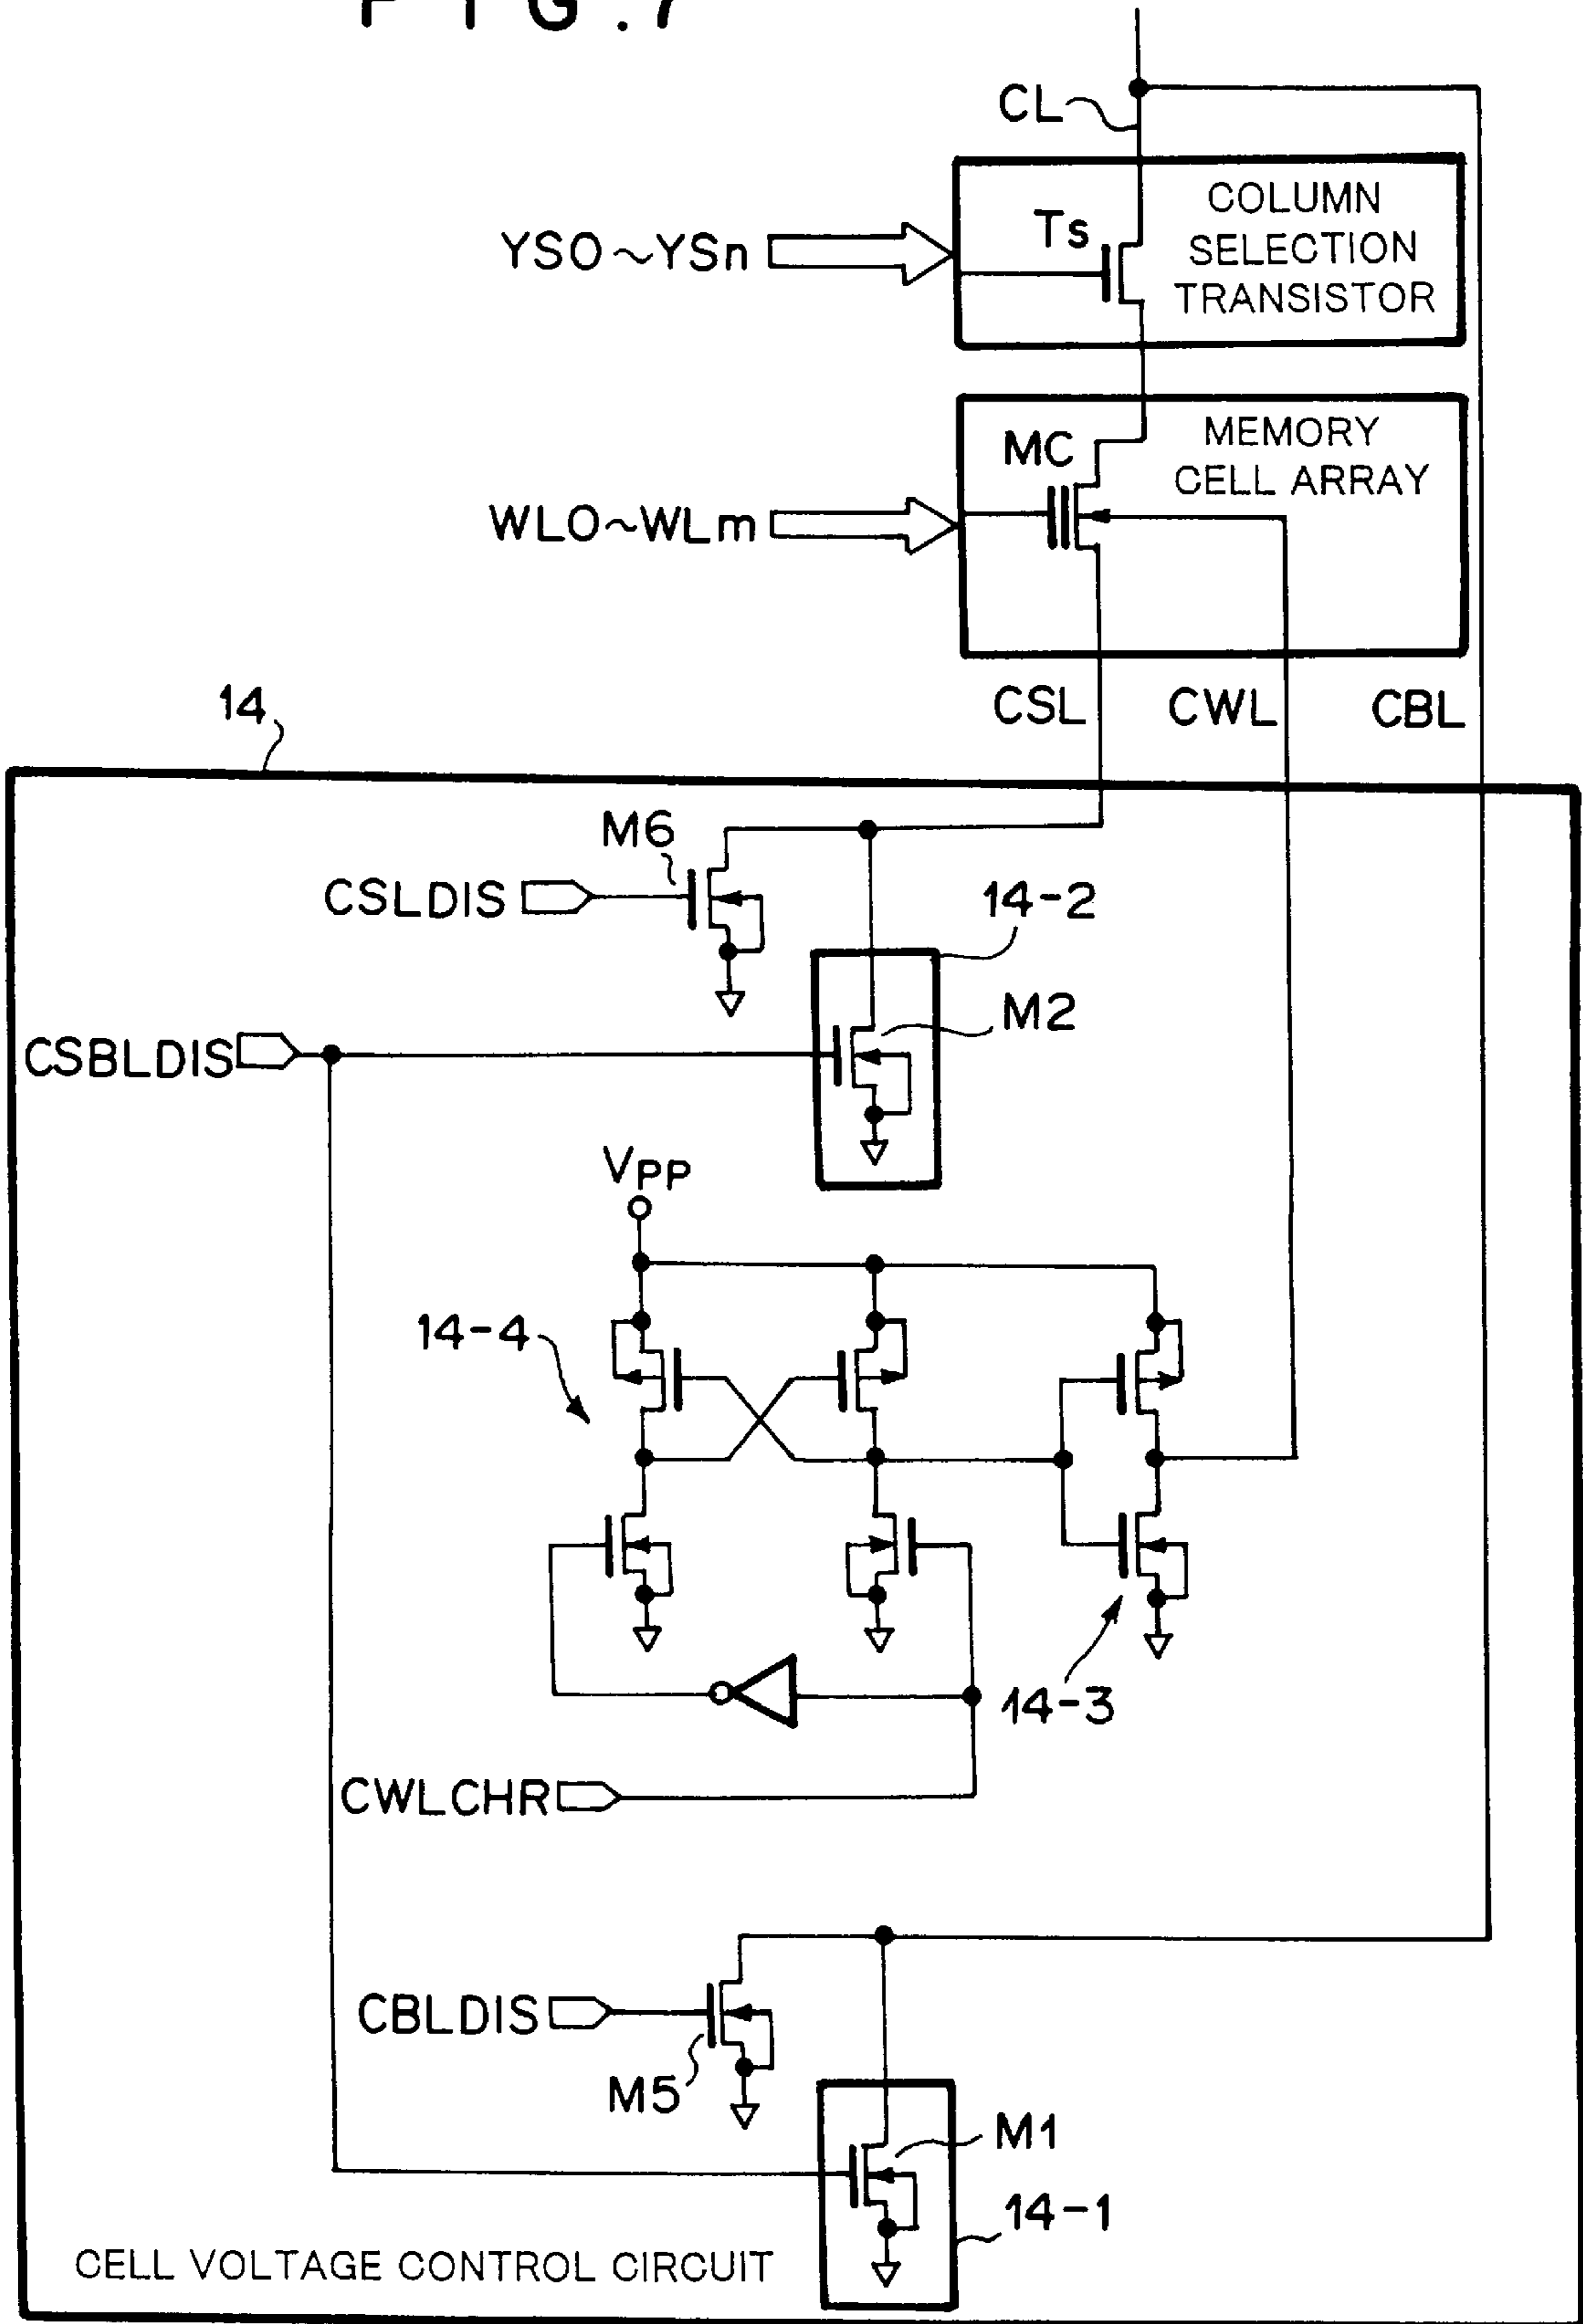 FIG.7
CL
COLUMN
SELECTION
TRANSISTOR
Ts
YS0~YSn
MEMORY
CELL ARRAY
MC
WL0~WLm
CSL
CWL
CBL
14
M6
CSLDIS
14-2
M2
CSBLDIS
VPP
14-4
14-3
CWLCHR
CBLDIS
M5
M1
14-1
CELL VOLTAGE CONTROL CIRCUIT